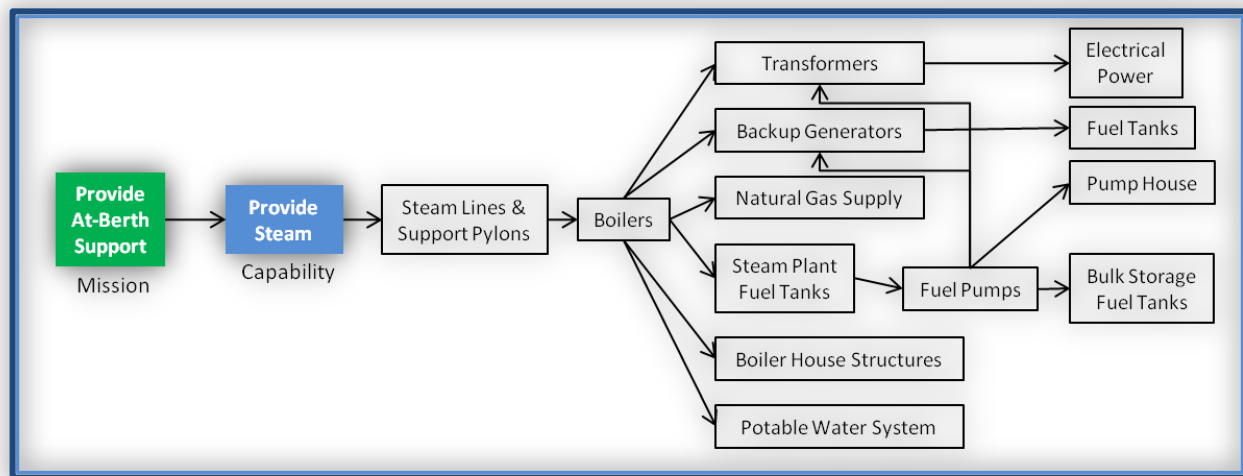 Provide
At-Berth
Support
Mission
Provide
Steam
Capability
Steam Lines &
Support Pylons
Boilers
Transformers
Backup Generators
Natural Gas Supply
Steam Plant
Fuel Tanks
Boiler House Structures
Potable Water System
Fuel Pumps
Electrical
Power
Fuel Tanks
Pump House
Bulk Storage
Fuel Tanks